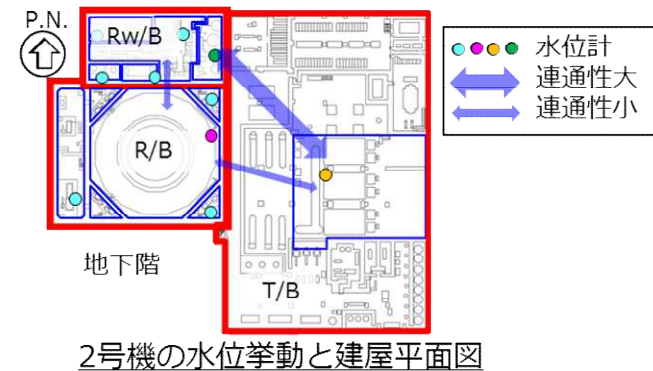 P.N.
Rw/B
水位計
連通性大
連通性小
R/B
地下階
T/B
2号機の水位挙動と建屋平面図